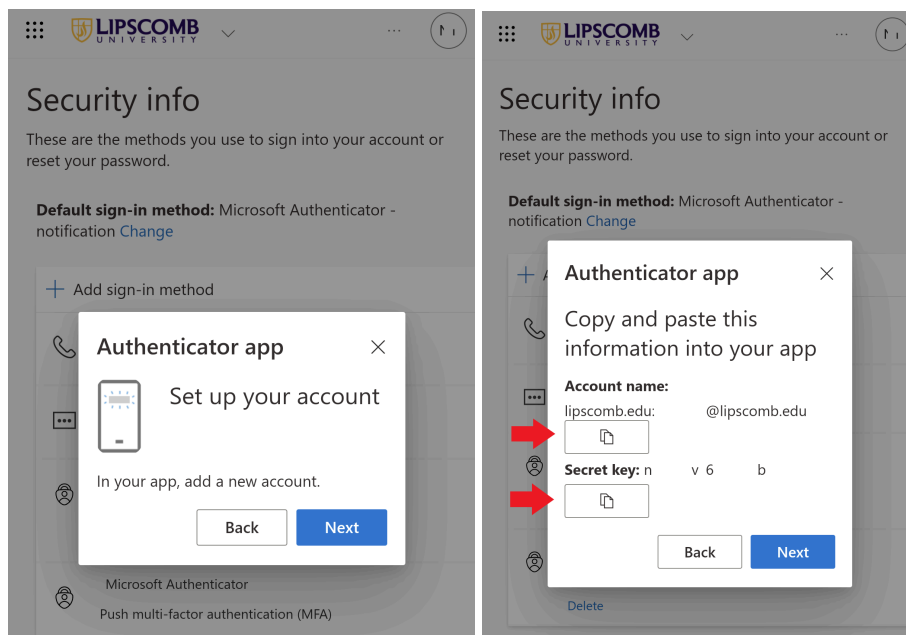 LIPSCOMB
UNIVERSITY
...
Security info
These are the methods you use to sign into your account or
reset your password.
Default sign-in method: Microsoft Authenticator -
notification Change
Add sign-in method
Authenticator app
Set up your account
In your app, add a new account.
Back
Next
Microsoft Authenticator
Push multi-factor authentication (MFA)
LIPSCOMB
UNIVERSITY
...
Security info
These are the methods you use to sign into your account or
reset your password.
Default sign-in method: Microsoft Authenticator -
notification Change
Authenticator app
Copy and paste this
information into your app
Account name:
lipscomb.edu: @lipscomb.edu
Secret key: n v 6 b
Back
Next
Delete